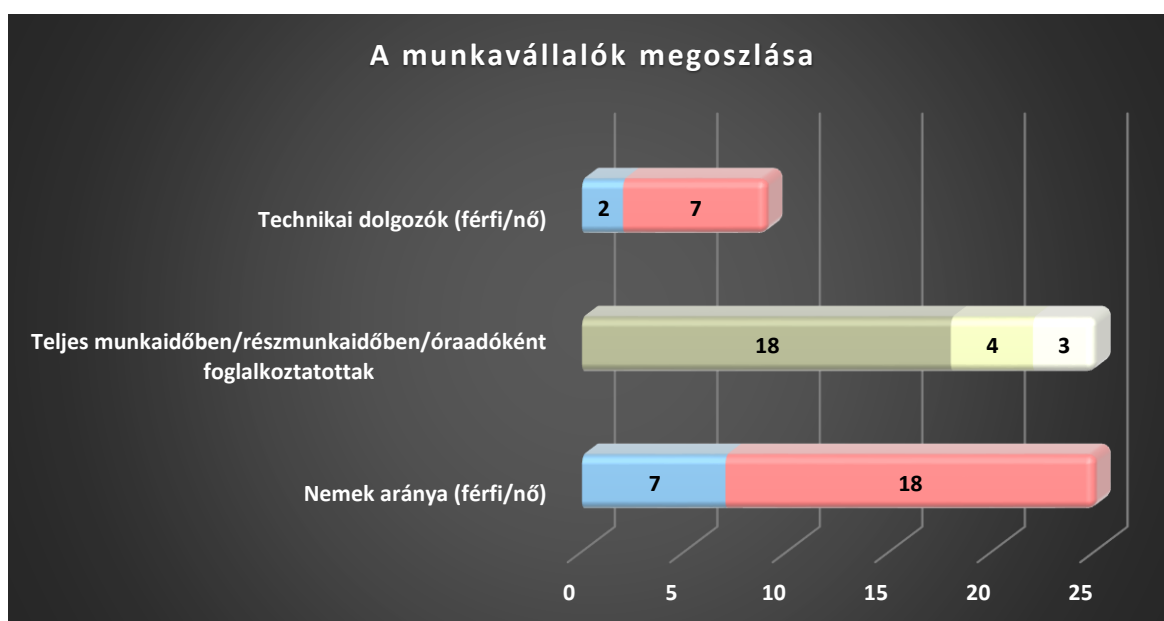 A munkavállalók megoszlása
Technikai dolgozók (férfi/nő)
2 7
Teljes munkaidőben/részmunkaidőben/óraadóként
foglalkoztatottak
18 4 3
Nemek aránya (férfi/nő)
7 18
0 5 10 15 20 25